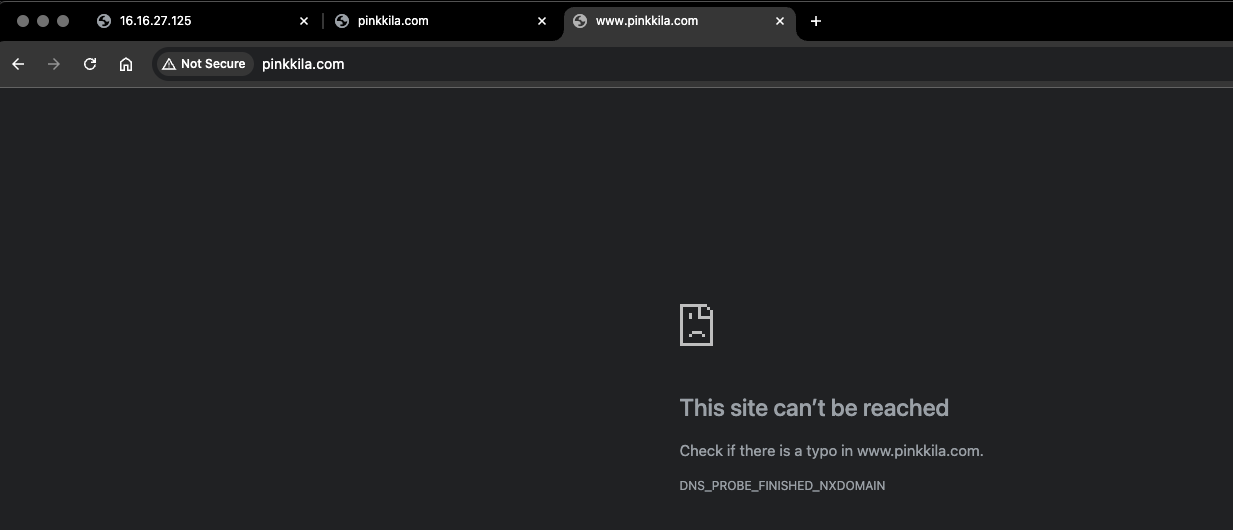 16.16.27.125
pinkkila.com
www.pinkkila.com
Not Secure
pinkkila.com
This site can’t be reached
Check if there is a typo in www.pinkkila.com.
DNS_PROBE_FINISHED_NXDOMAIN